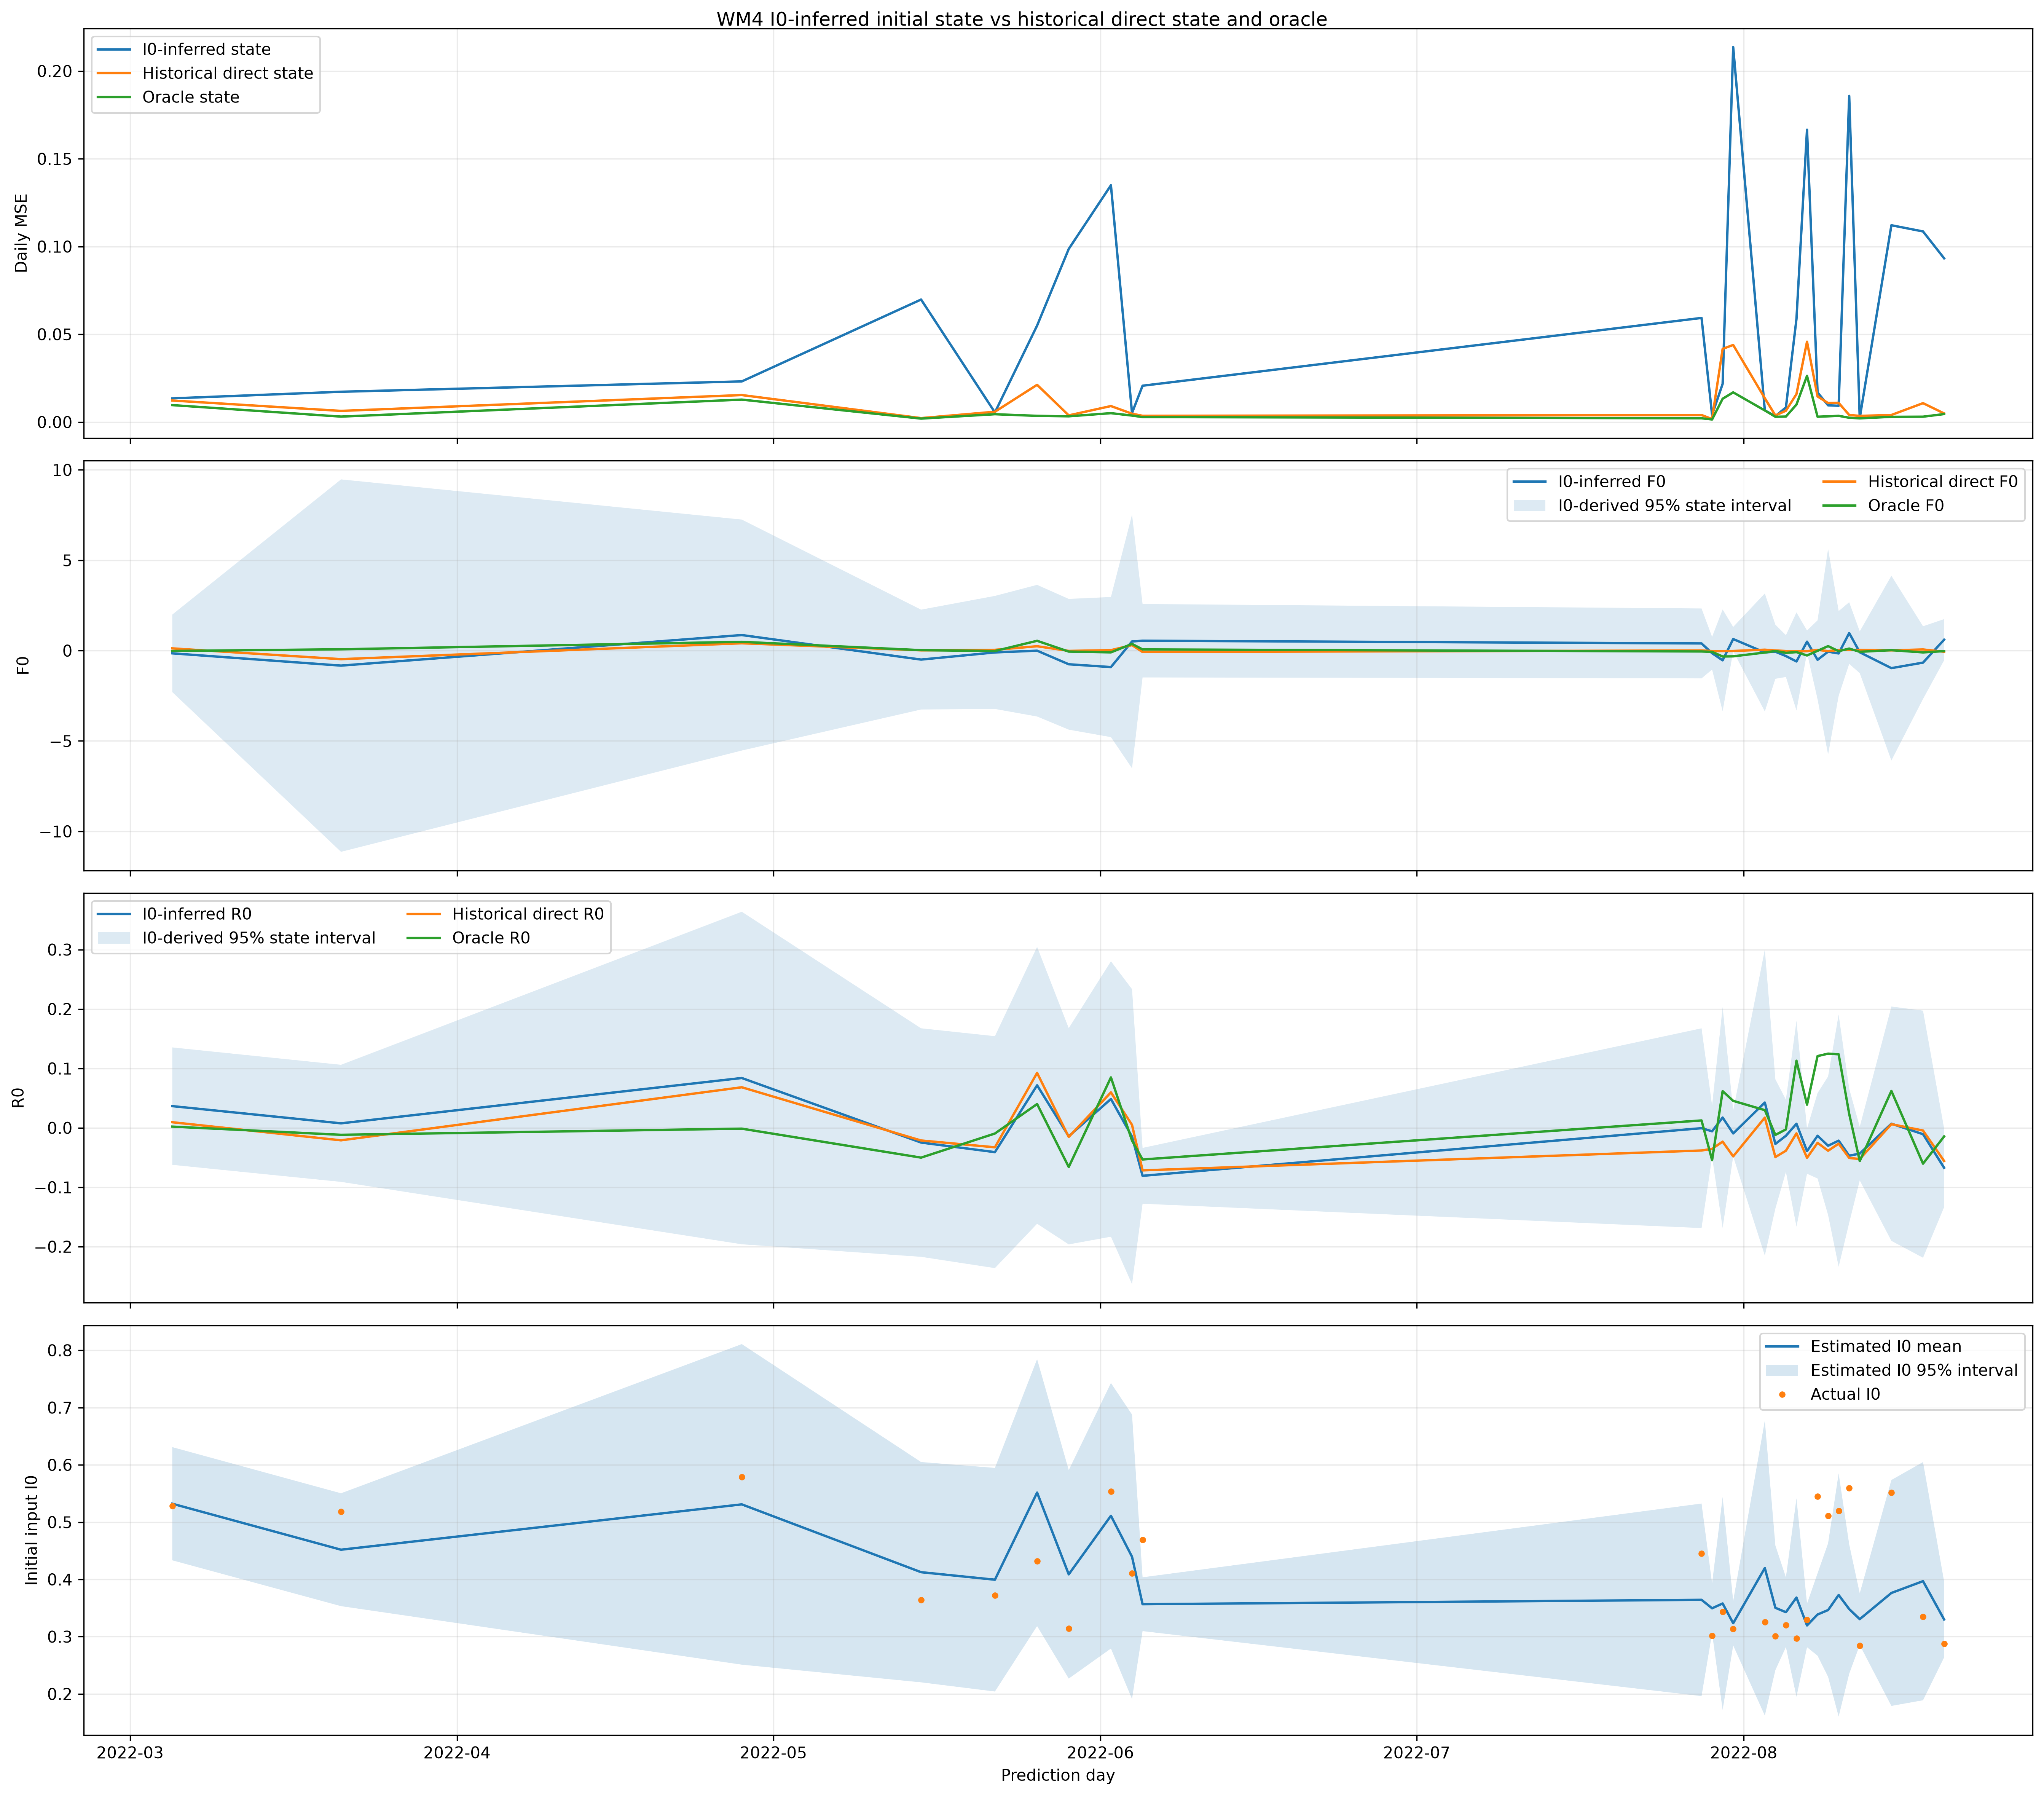 WM4 I0-inferred initial state vs historical direct state and oracle
I0-inferred state
Historical direct state
Oracle state
Daily MSE
0.20
0.15
0.10
0.05
0.00
I0-inferred F0
I0-derived 95% state interval
Historical direct F0
Oracle F0
F0
10
5
0
−5
−10
I0-inferred R0
I0-derived 95% state interval
Historical direct R0
Oracle R0
R0
0.3
0.2
0.1
0.0
−0.1
−0.2
Estimated I0 mean
Estimated I0 95% interval
Actual I0
Initial input I0
0.8
0.7
0.6
0.5
0.4
0.3
0.2
2022-03
2022-04
2022-05
2022-06
2022-07
2022-08
Prediction day